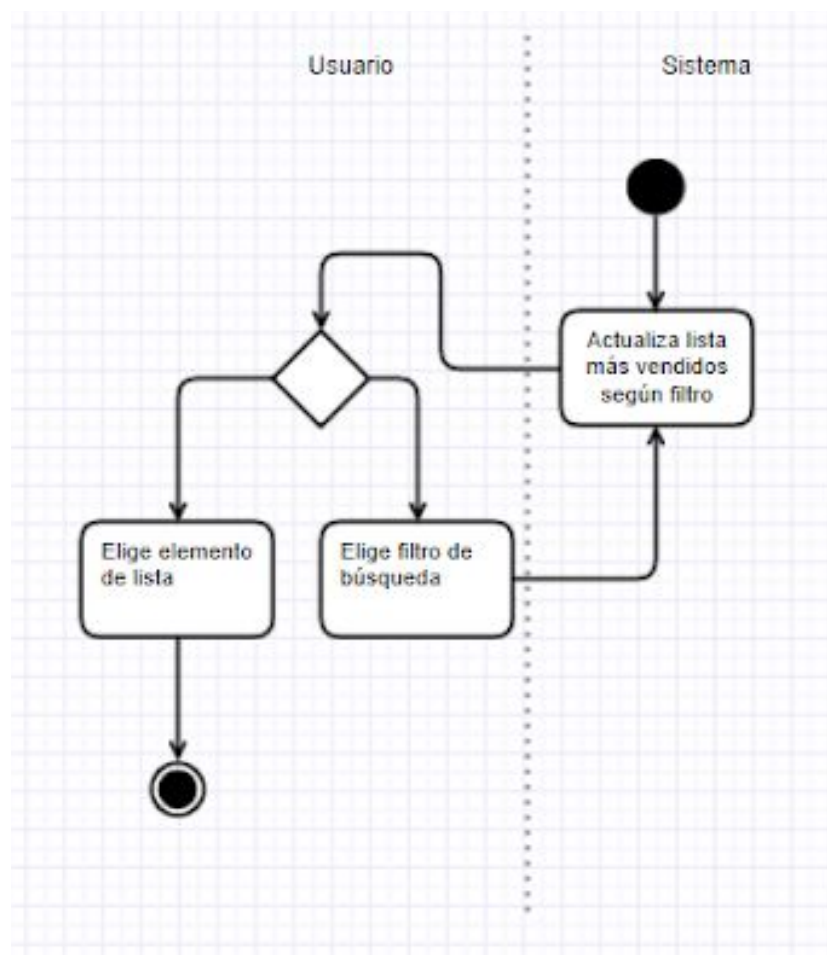 Usuario
Sistema
Actualiza lista
más vendidos
según filtro
Elige elemento
de lista
Elige filtro de
búsqueda